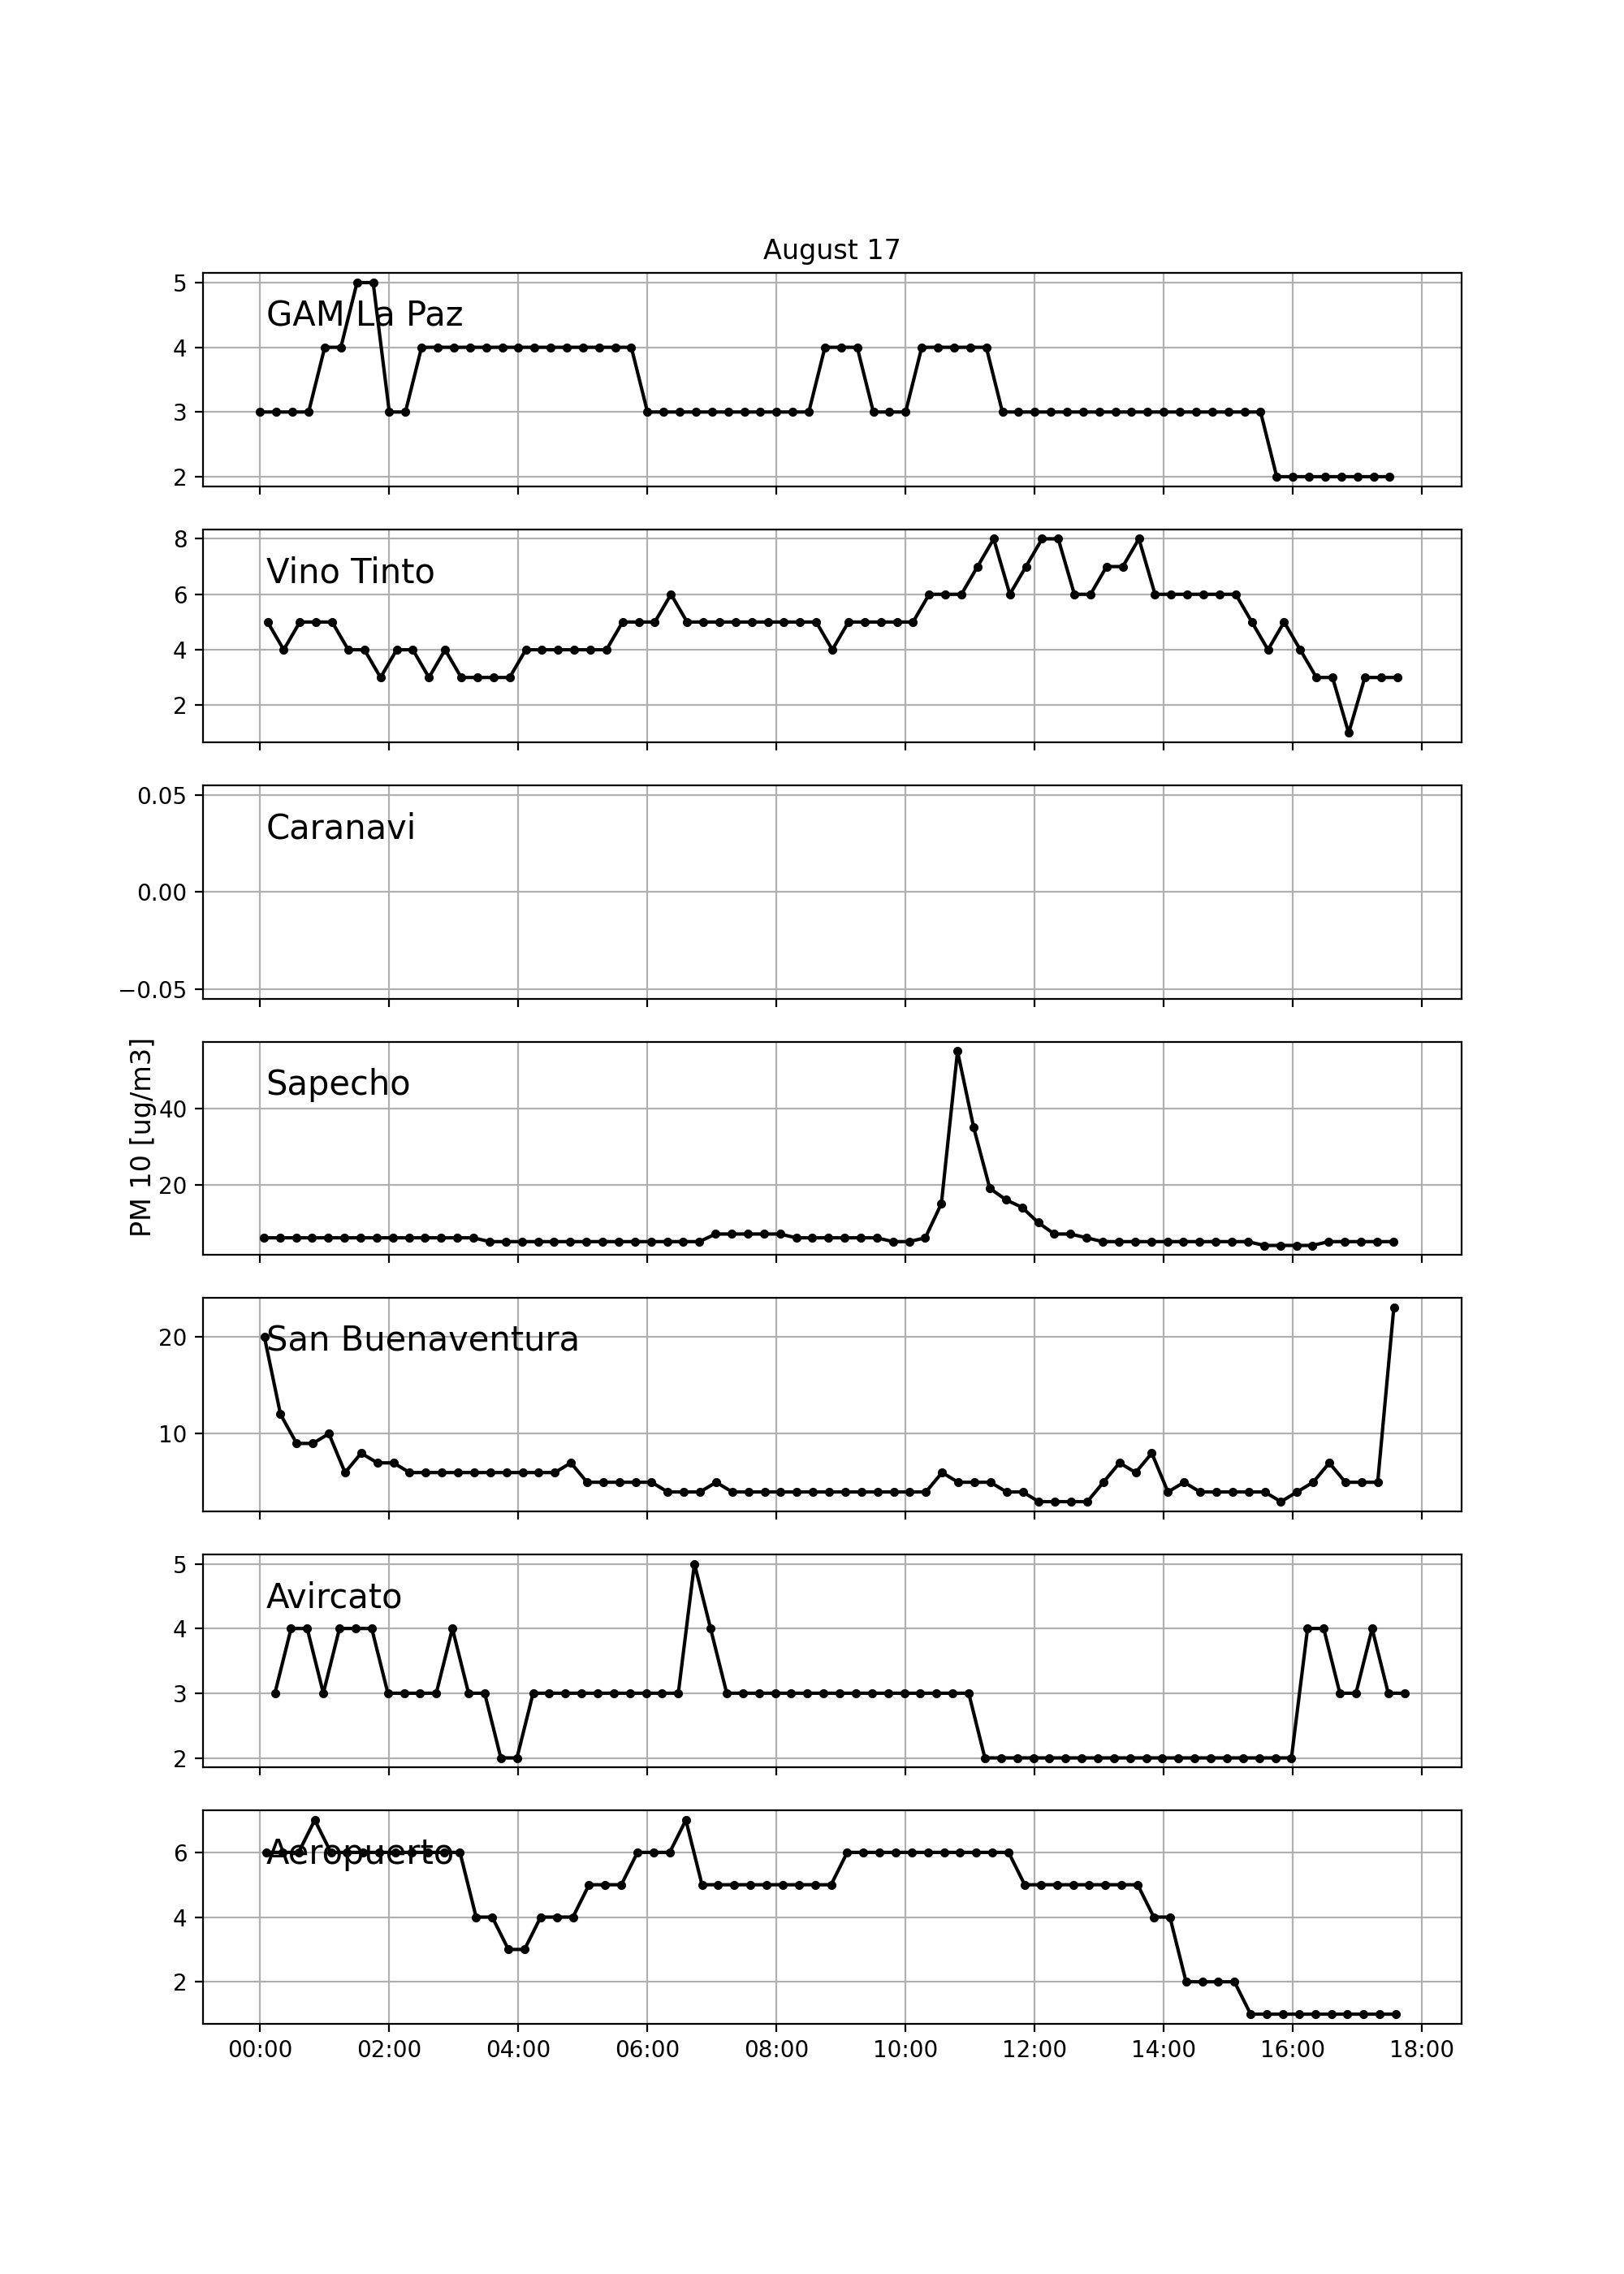 August 17
5
GAM La Paz
4
3
2
8
Vino Tinto
6
4
2
0.05
Caranavi
0.00
−0.05
PM 10 [ug/m3]
Sapecho
40
20
20
San Buenaventura
10
5
Avircato
4
3
2
6
Aeropuerto
4
2
00:00 02:00 04:00 06:00 08:00 10:00 12:00 14:00 16:00 18:00